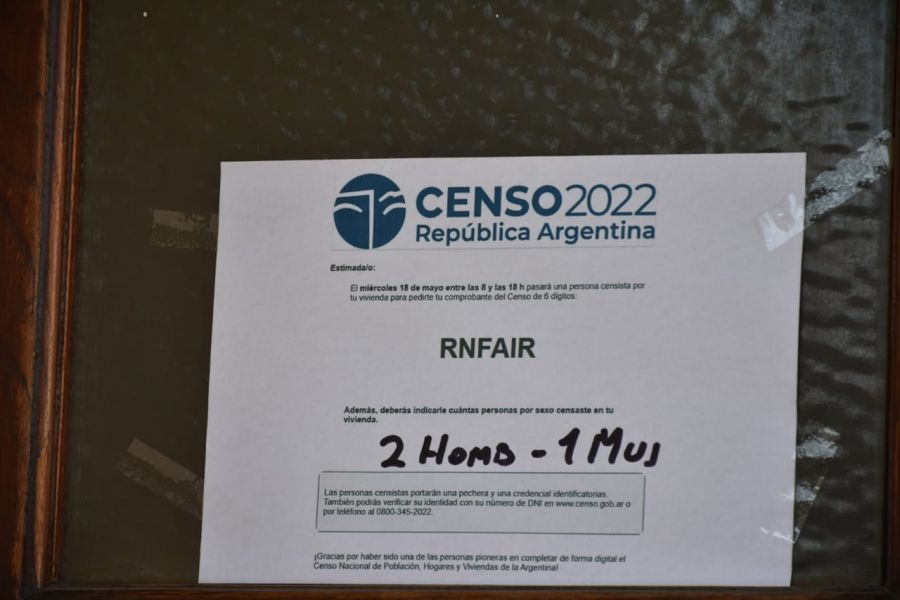 CENSO2022
República Argentina
Estimada/o:
El miércoles 18 de mayo entre las 8 y las 18 h pasará una persona censista por
tu vivienda para pedirte tu comprobante del Censo de 6 dígitos:
RNFAIR
Además, deberás indicarle cuántas personas por sexo censaste en tu
vivienda.
2 HOMB - 1 MUJ
Las personas censistas portarán una pechera y una credencial identificatorias.
También podrás verificar su identidad con su número de DNI en www.censo.gob.ar o
por teléfono al 0800-345-2022.
¡Gracias por haber sido una de las personas pioneras en completar de forma digital el
Censo Nacional de Población, Hogares y Viviendas de la Argentina!